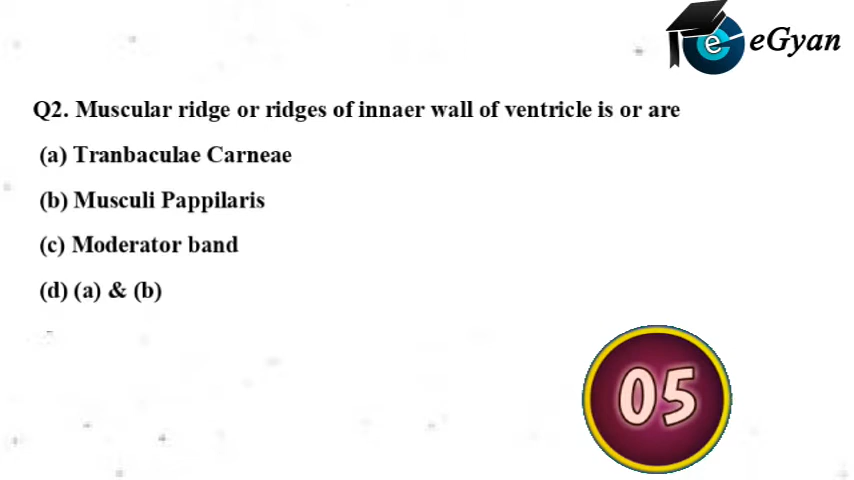 e eGyan
Q2. Muscular ridge or ridges of innaer wall of ventricle is or are
(a) Tranbaculae Carneae
(b) Musculi Pappilaris
(c) Moderator band
(d) (a) & (b)
05